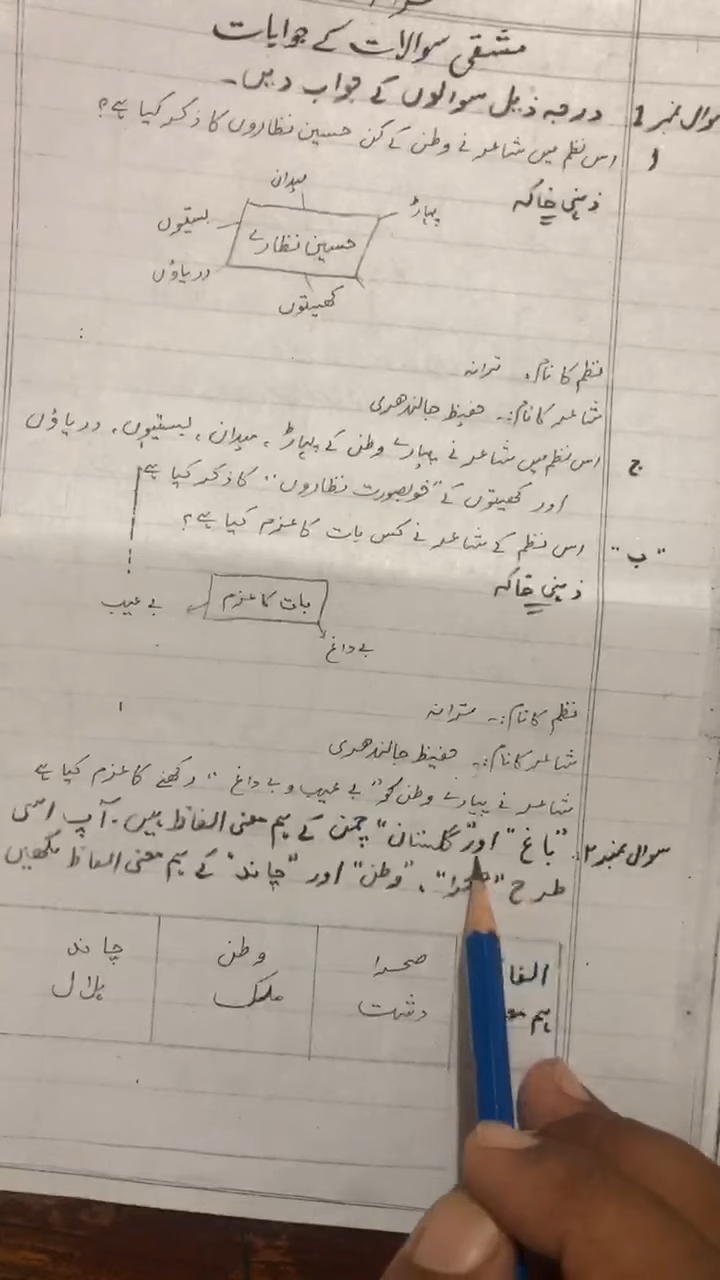 مشقی سوالات کے جوابات
سوال نمبر 1 درجہ ذیل سوالوں کے جواب دیں۔
ا اس نظم میں شاعر نے وطن کے کن حسین نظاروں کا ذکر کیا ہے؟
ذہنی خاکہ
میدان
پہاڑ
بستیوں
حسین نظارے
دریاؤں
کھیتوں
نظم کا نام:۔ ترانہ
شاعر کا نام:۔ حفیظ جالندھری
ج اس نظم میں شاعر نے پیارے وطن کے پہاڑ، میدان، بستیوں، دریاؤں
اور کھیتوں کے "خوبصورت نظاروں" کا ذکر کیا ہے
"ب" اس نظم کے شاعر نے کس بات کا عزم کیا ہے؟
ذہنی خاکہ
بات کا عزم
بے عیب
بے داغ
نظم کا نام:۔ ترانہ
شاعر کا نام:۔ حفیظ جالندھری
شاعر نے پیارے وطن کو "بے عیب و بے داغ" رکھنے کا عزم کیا ہے
سوال نمبر ۲. "باغ" اور "گلستان" چمن کے ہم معنی الفاظ ہیں۔ آپ اسی
طرح "، "وطن" اور "چاند" کے ہم معنی الفاظ لکھیں
الفا صحرا وطن چاند
ہم دشت ملک ہلال